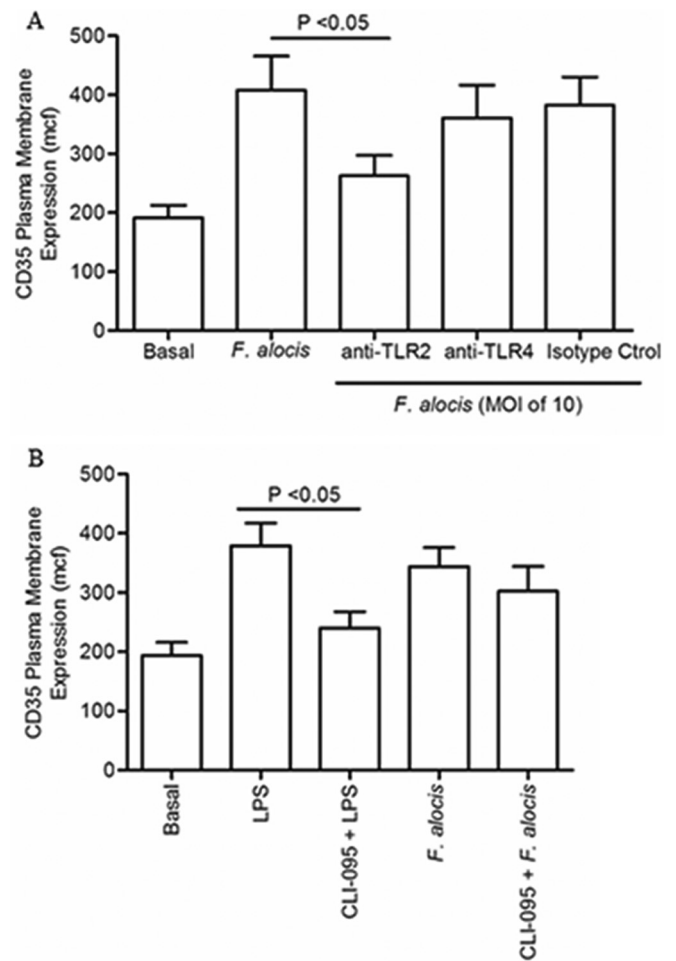 A
P <0.05
CD35 Plasma Membrane
Expression (mcf)
500
400
300
200
100
0
Basal
F. alocis
anti-TLR2
anti-TLR4
Isotype Ctrol
F. alocis (MOI of 10)
B
P <0.05
CD35 Plasma Membrane
Expression (mcf)
500
400
300
200
100
0
Basal
LPS
CLI-095 + LPS
F. alocis
CLI-095 + F. alocis